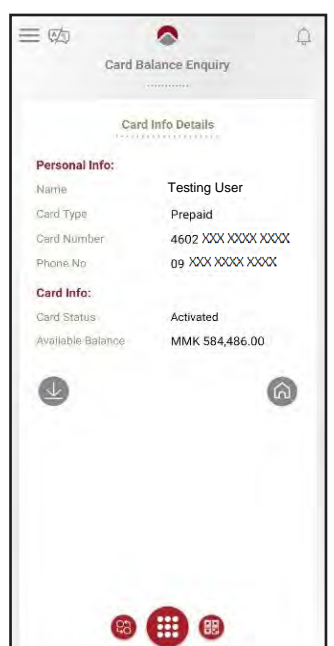 Card Balance Enquiry
Card Info Details
Personal Info:
Name Testing User
Card Type Prepaid
Card Number 4602 XXX XXXX XXXX
Phone No 09 XXX XXXX XXXX
Card Info:
Card Status Activated
Available Balance MMK 584,486.00